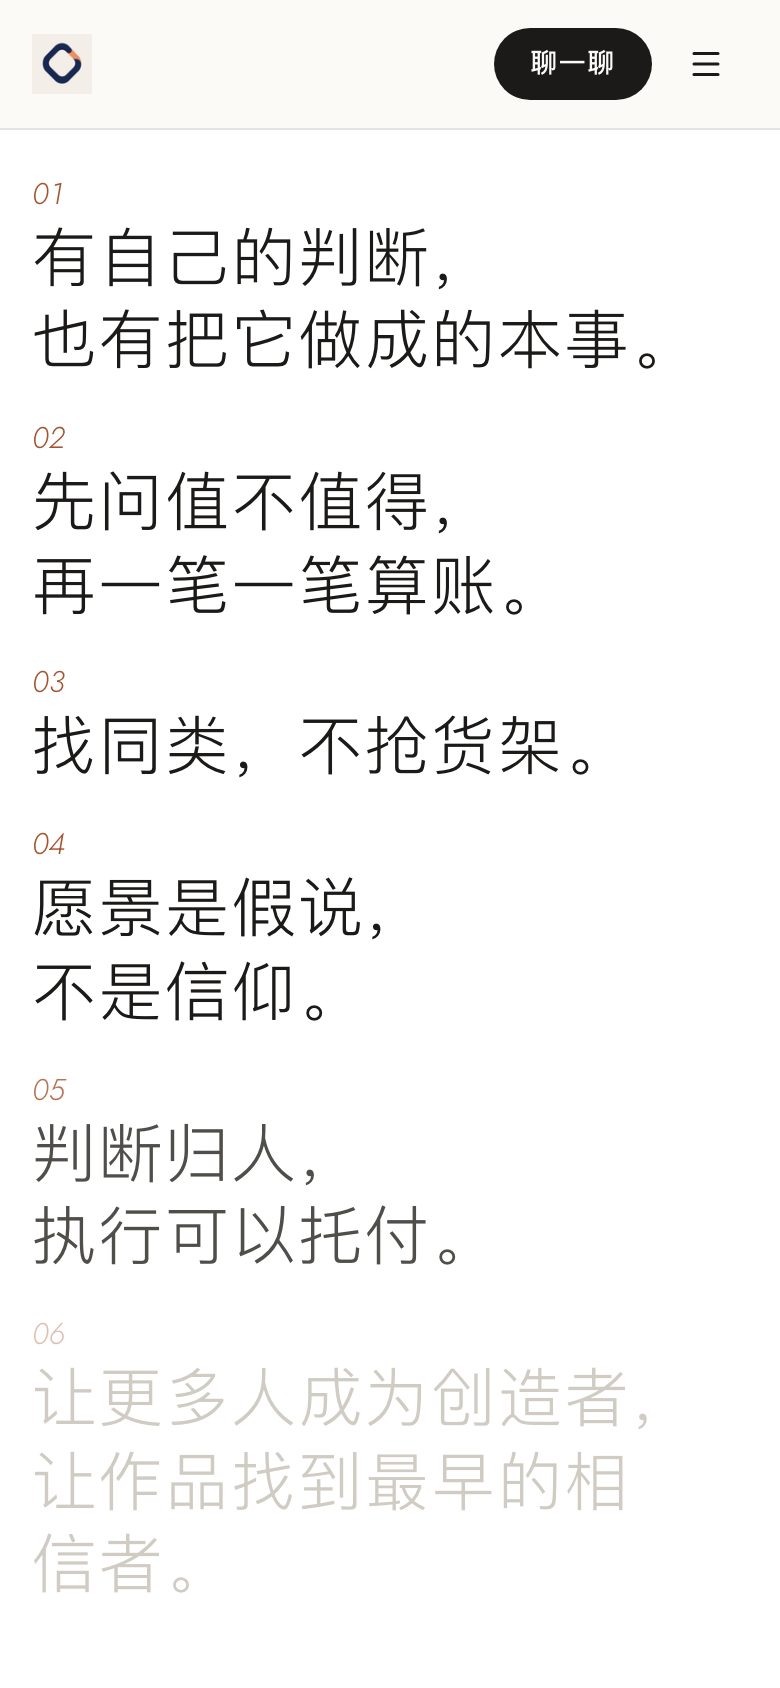 聊一聊
01
有自己的判断，
也有把它做成的本事。
02
先问值不值得，
再一笔一笔算账。
03
找同类，不抢货架。
04
愿景是假说，
不是信仰。
05
判断归人，
执行可以托付。
06
让更多人成为创造者，
让作品找到最早的相
信者。